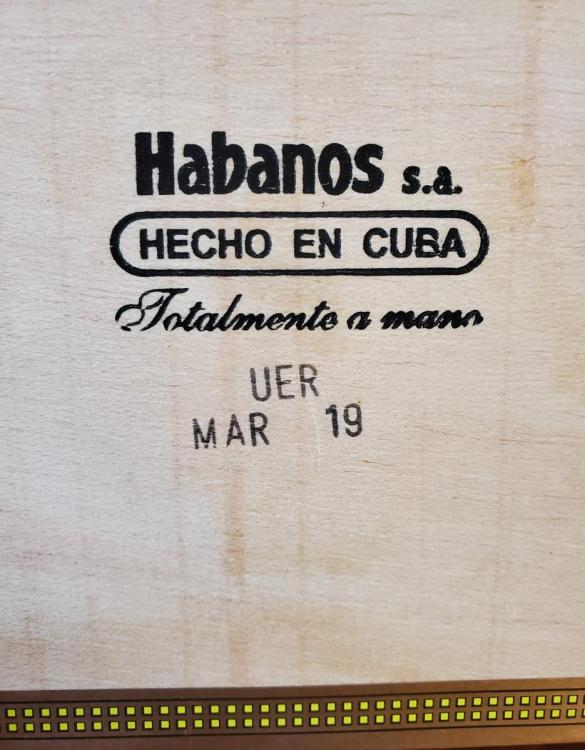 Habanos s.a.
HECHO EN CUBA
Totalmente a mano
UER
MAR 19